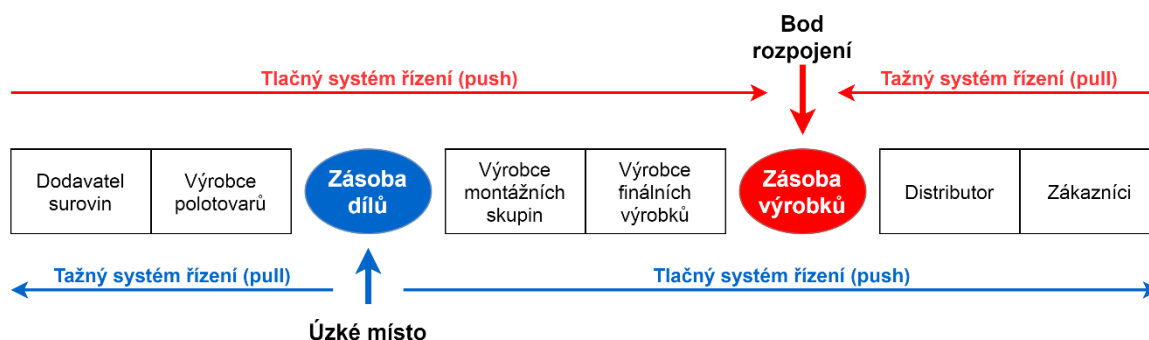 Bod
rozpojení
Tlačný systém řízení (push)
Tažný systém řízení (pull)
Dodavatel
surovin
Výrobce
polotovarů
Zásoba
dílů
Výrobce
montážních
skupin
Výrobce
finálních
výrobků
Zásoba
výrobků
Distributor
Zákazníci
Tažný systém řízení (pull)
Tlačný systém řízení (push)
Úzké místo